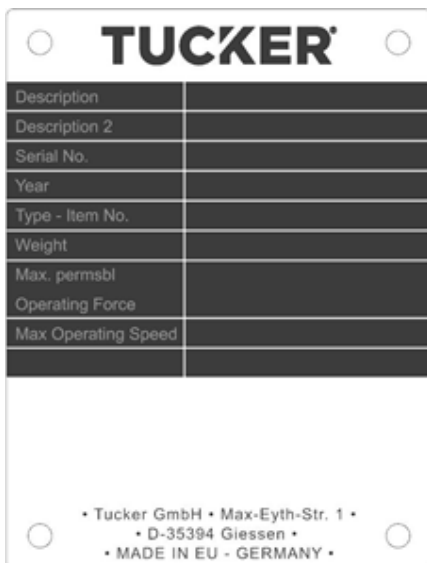 TUCKER®
Description
Description 2
Serial No.
Year
Type - Item No.
Weight
Max. permsbl
Operating Force
Max Operating Speed
• Tucker GmbH • Max-Eyth-Str. 1 •
• D-35394 Giessen •
• MADE IN EU - GERMANY •